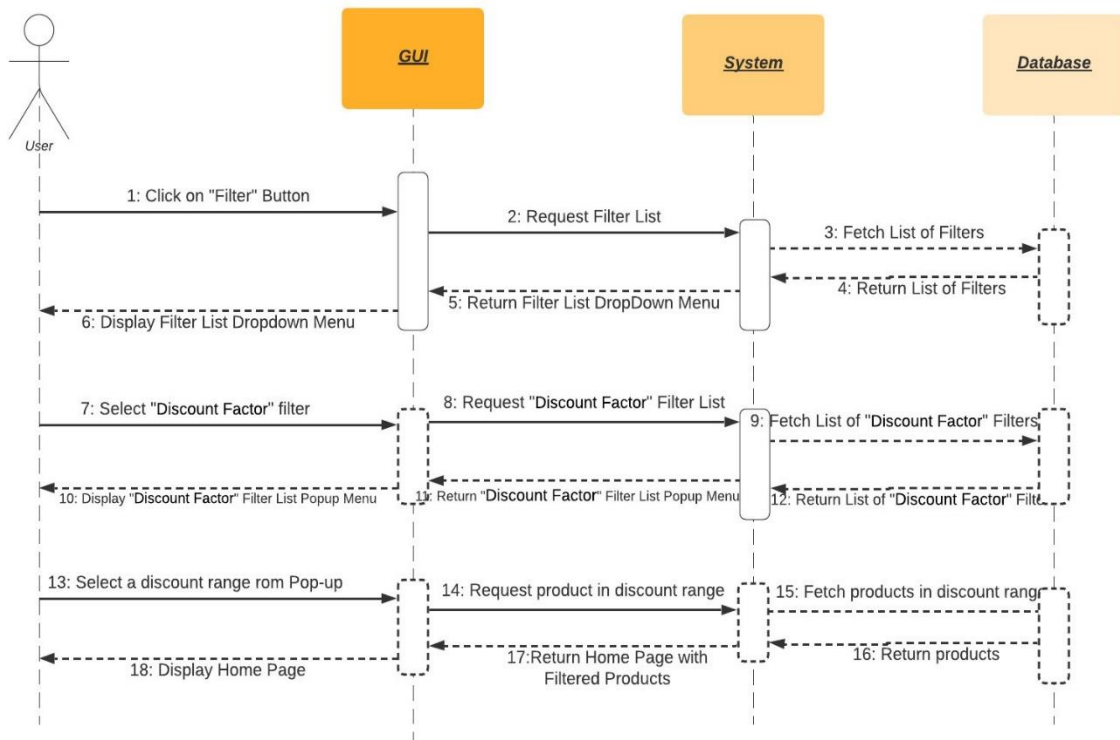 GUI
System
Database
User
1: Click on "Filter" Button
2: Request Filter List
3: Fetch List of Filters
4: Return List of Filters
5: Return Filter List DropDown Menu
6: Display Filter List Dropdown Menu
7: Select "Discount Factor" filter
8: Request "Discount Factor" Filter List
9: Fetch List of "Discount Factor" Filters
10: Display "Discount Factor" Filter List Popup Menu
11: Return "Discount Factor" Filter List Popup Menu
12: Return List of "Discount Factor"
13: Select a discount range rom Pop-up
14: Request product in discount range
15: Fetch products in discount
16: Return products
17:Return Home Page with
Filtered Products
18: Display Home Page